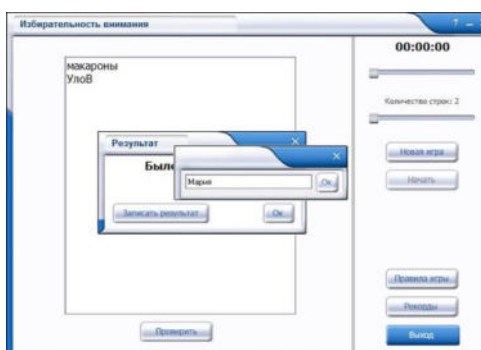 Избирательность внимания
? –
00:00:00
макароны
УлоВ
Количество строк: 2
Результат
Было
Мария
Ок
Новая игра
Начать
Записать результат
Ок
Правила игры
Рекорды
Проверить
Выход